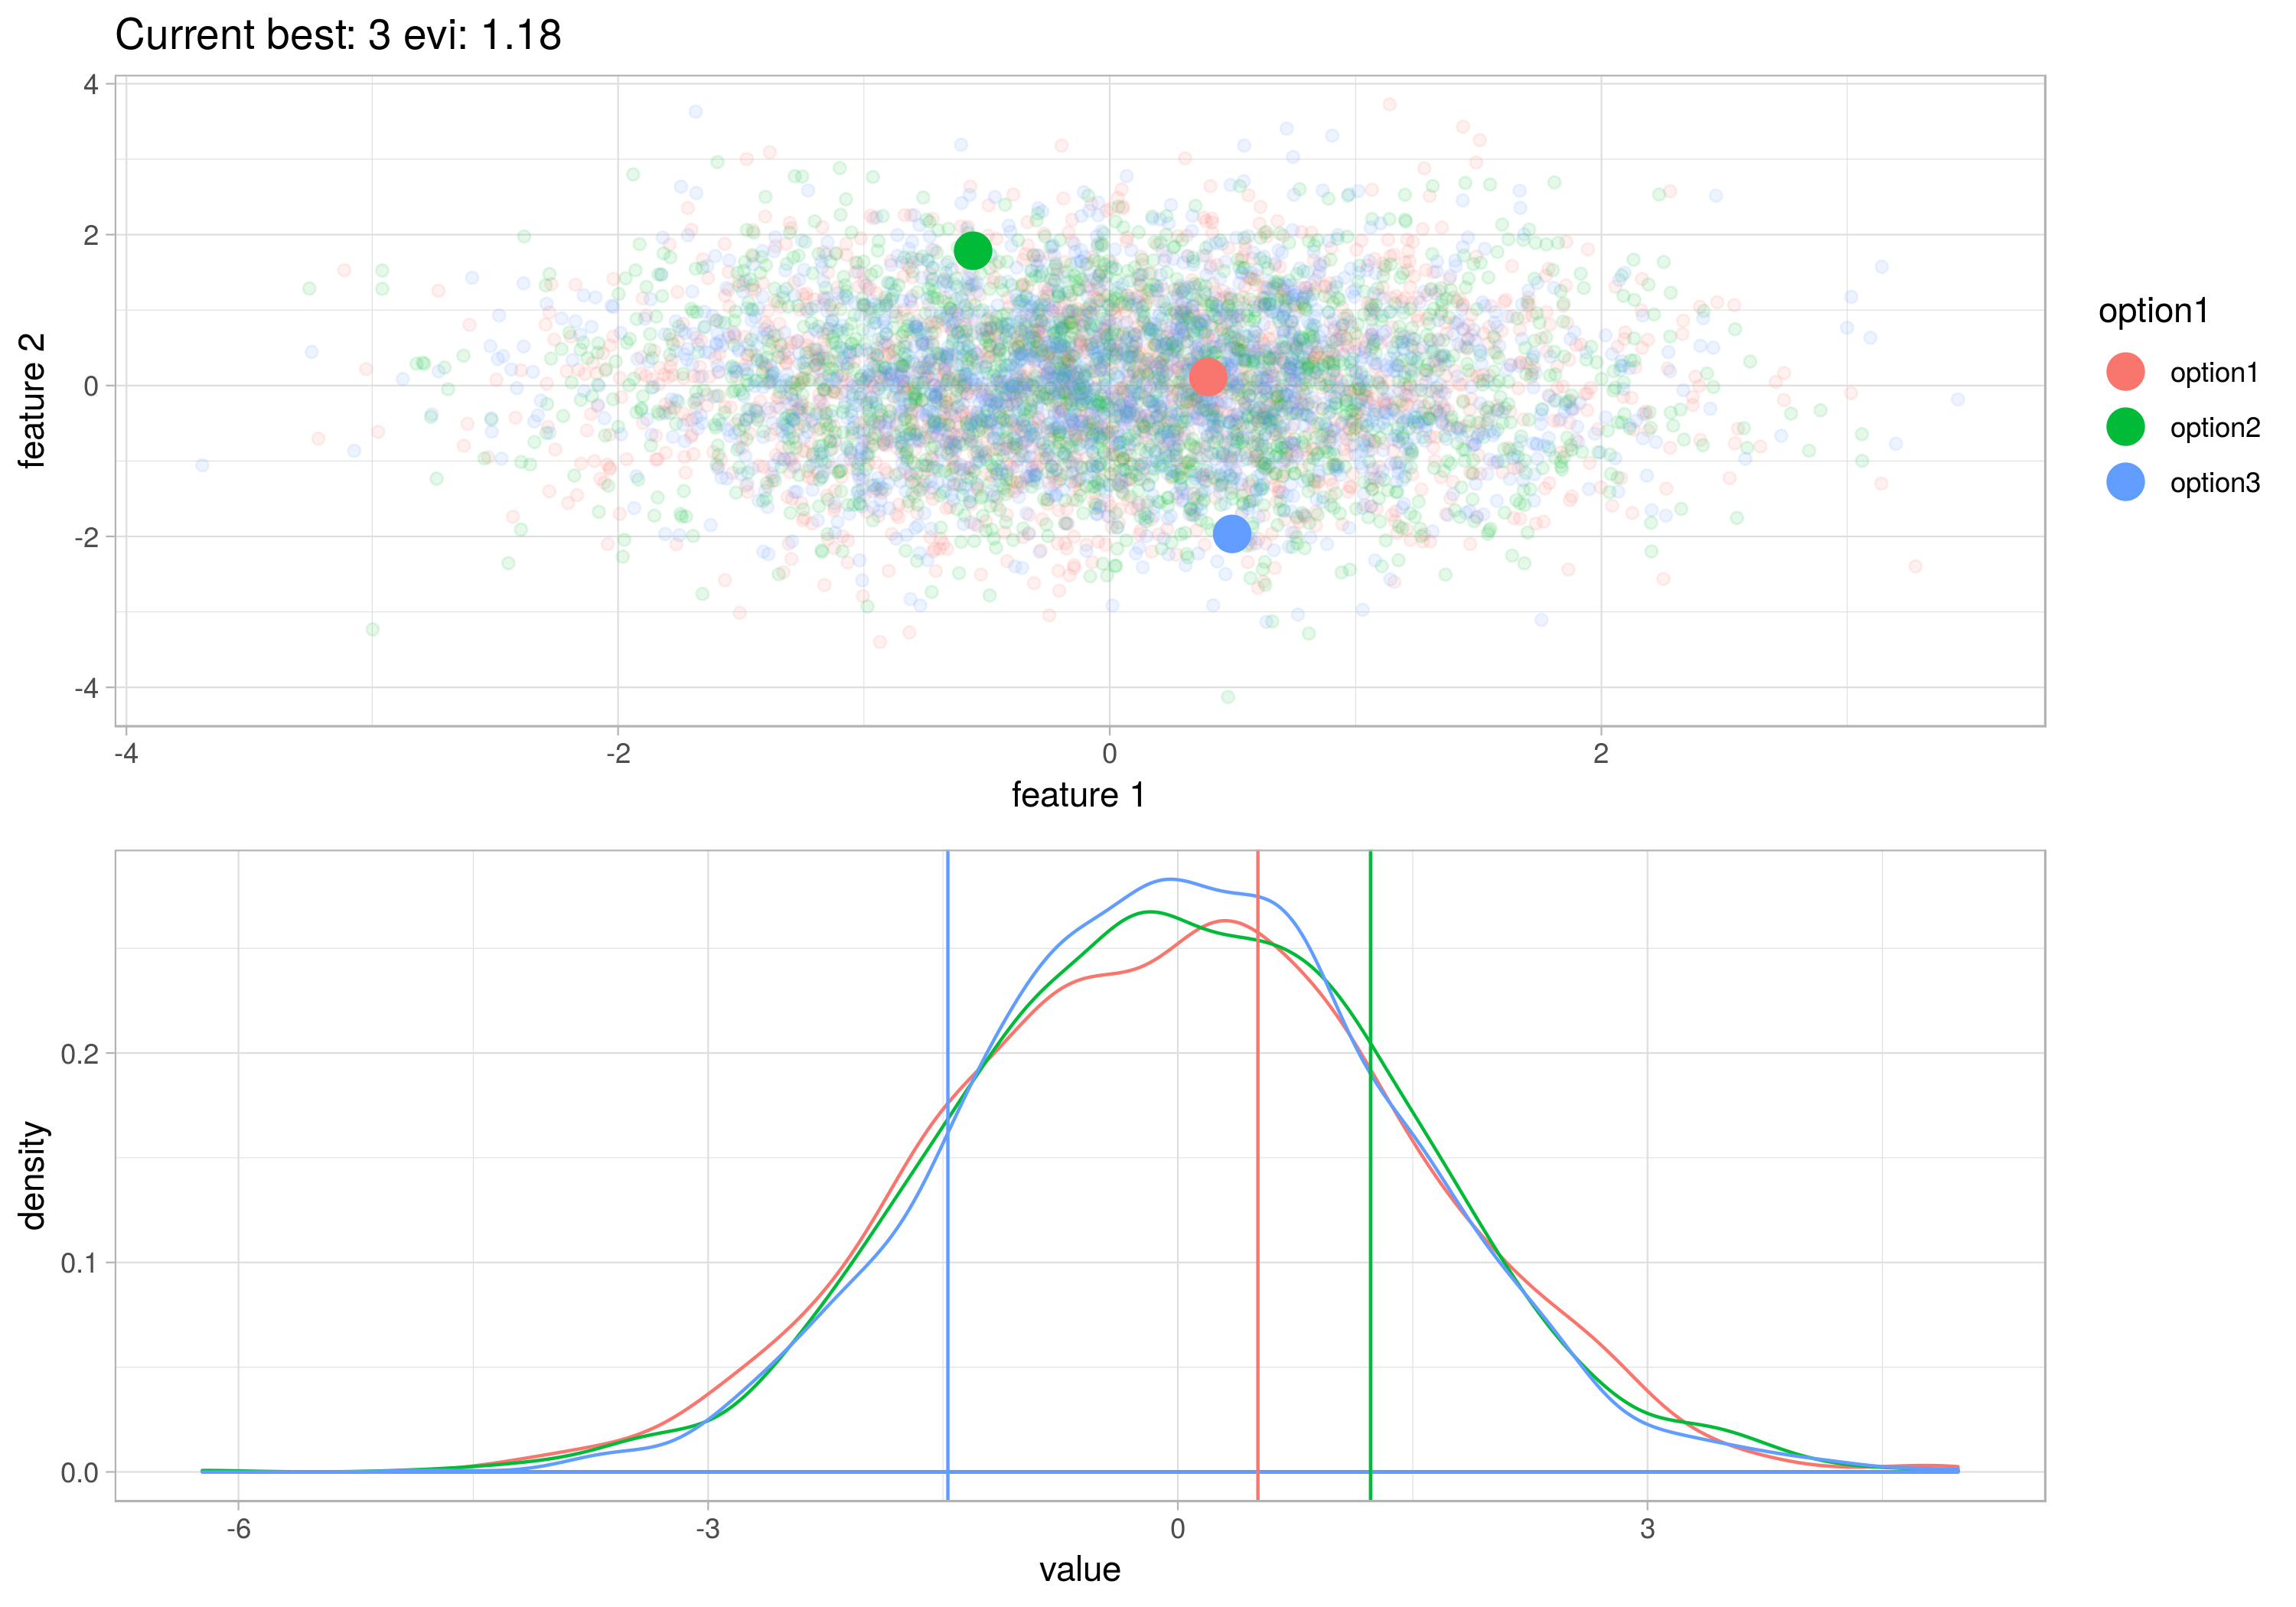 Current best: 3 evi: 1.18
4
2
0
-2
-4
feature 2
-4
-2
0
2
feature 1
option1
option1
option2
option3
0.2
0.1
0.0
density
-6
-3
0
3
value